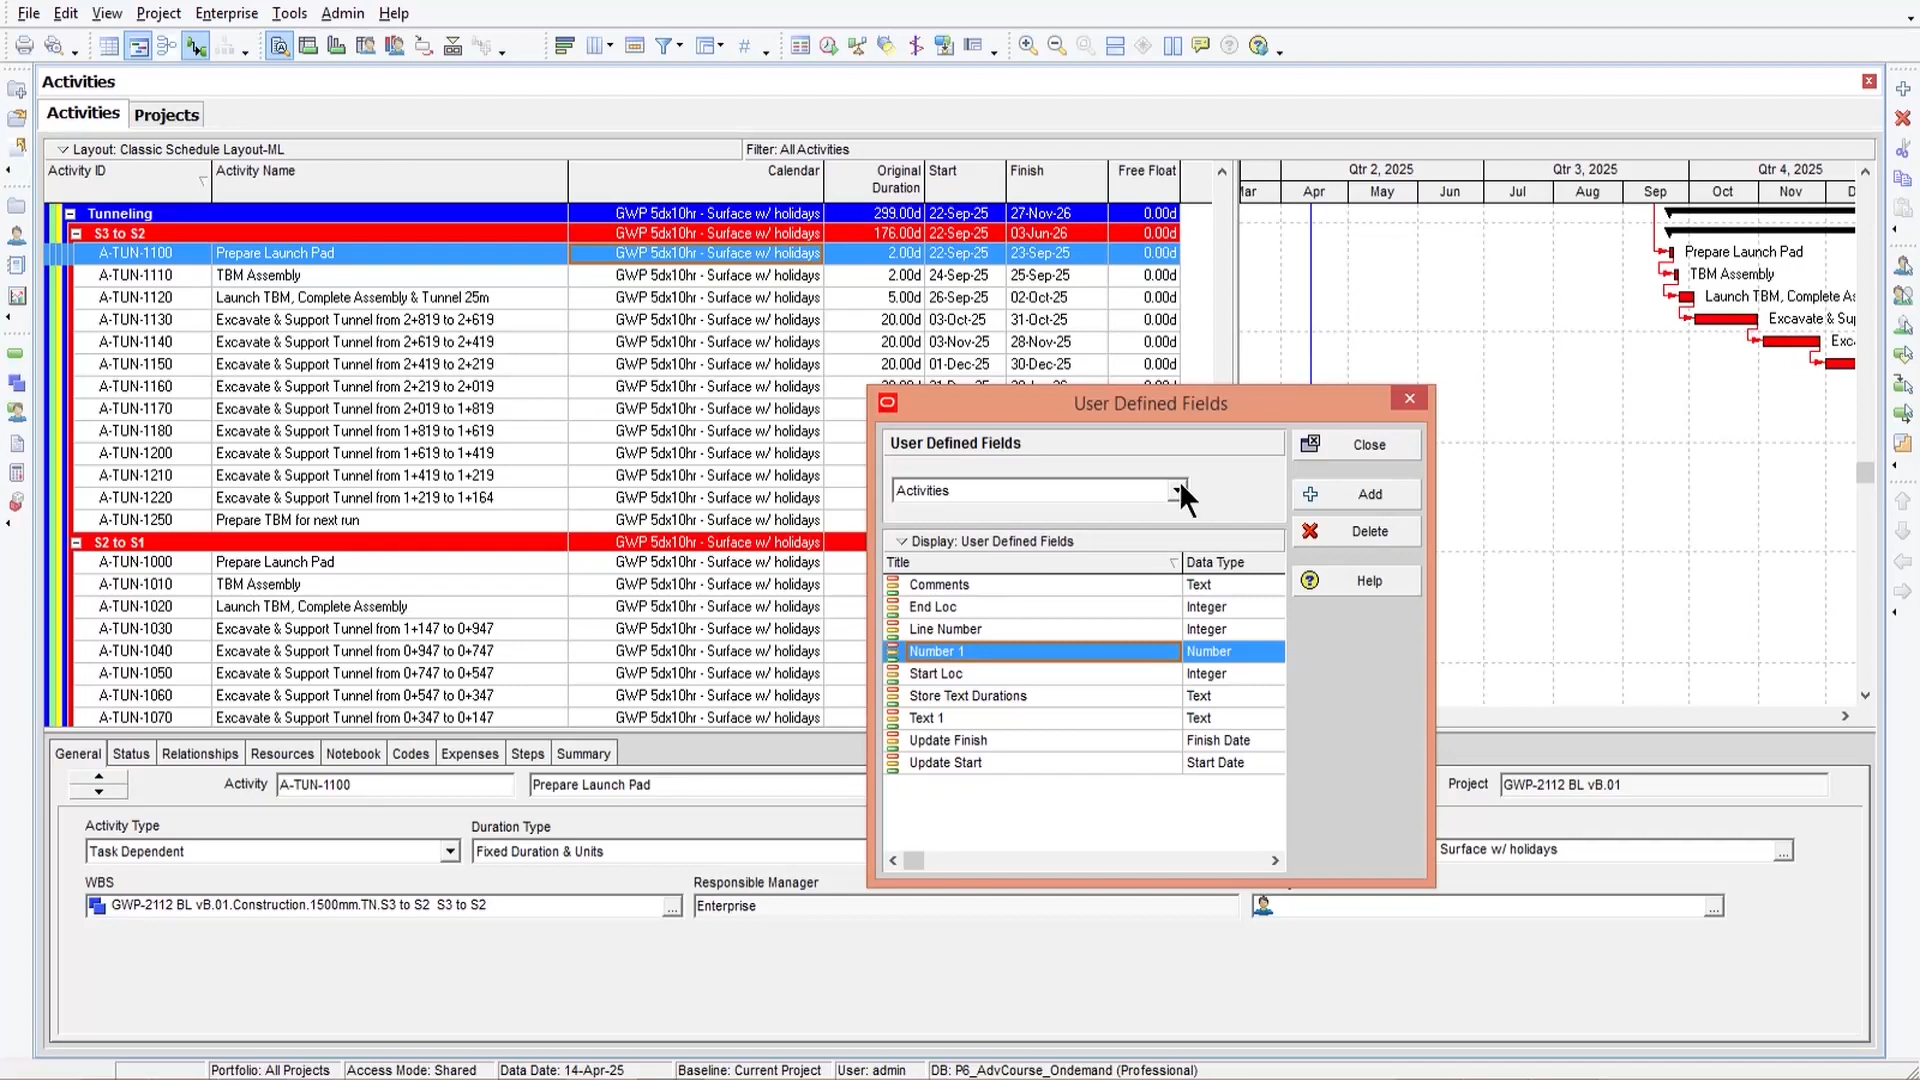 File Edit View Project Enterprise Tools Admin Help
Activities
Activities Projects
Layout: Classic Schedule Layout-ML Filter: All Activities
Activity ID Activity Name Calendar Original Duration Start Finish Free Float
Qtr 2, 2025 Qtr 3, 2025 Qtr 4, 2025
Apr May Jun Jul Aug Sep Oct Nov
Tunneling GWP 5dx10hr - Surface w/ holidays 299.00d 22-Sep-25 27-Nov-26 0.00d
S3 to S2 GWP 5dx10hr - Surface w/ holidays 176.00d 22-Sep-25 03-Jun-26 0.00d
A-TUN-1100 Prepare Launch Pad GWP 5dx10hr - Surface w/ holidays 2.00d 22-Sep-25 23-Sep-25 0.00d Prepare Launch Pad
A-TUN-1110 TBM Assembly GWP 5dx10hr - Surface w/ holidays 2.00d 24-Sep-25 25-Sep-25 0.00d TBM Assembly
A-TUN-1120 Launch TBM, Complete Assembly & Tunnel 25m GWP 5dx10hr - Surface w/ holidays 5.00d 26-Sep-25 02-Oct-25 0.00d Launch TBM, Complete As
A-TUN-1130 Excavate & Support Tunnel from 2+819 to 2+619 GWP 5dx10hr - Surface w/ holidays 20.00d 03-Oct-25 31-Oct-25 0.00d Excavate & Sup
A-TUN-1140 Excavate & Support Tunnel from 2+619 to 2+419 GWP 5dx10hr - Surface w/ holidays 20.00d 03-Nov-25 28-Nov-25 0.00d Exc
A-TUN-1150 Excavate & Support Tunnel from 2+419 to 2+219 GWP 5dx10hr - Surface w/ holidays 20.00d 01-Dec-25 30-Dec-25 0.00d
A-TUN-1160 Excavate & Support Tunnel from 2+219 to 2+019 GWP 5dx10hr - Surface w/ holidays
A-TUN-1170 Excavate & Support Tunnel from 2+019 to 1+819 GWP 5dx10hr - Surface w/ holidays
A-TUN-1180 Excavate & Support Tunnel from 1+819 to 1+619 GWP 5dx10hr - Surface w/ holidays
A-TUN-1200 Excavate & Support Tunnel from 1+619 to 1+419 GWP 5dx10hr - Surface w/ holidays
A-TUN-1210 Excavate & Support Tunnel from 1+419 to 1+219 GWP 5dx10hr - Surface w/ holidays
A-TUN-1220 Excavate & Support Tunnel from 1+219 to 1+164 GWP 5dx10hr - Surface w/ holidays
A-TUN-1250 Prepare TBM for next run GWP 5dx10hr - Surface w/ holidays
S2 to S1 GWP 5dx10hr - Surface w/ holidays
A-TUN-1000 Prepare Launch Pad GWP 5dx10hr - Surface w/ holidays
A-TUN-1010 TBM Assembly GWP 5dx10hr - Surface w/ holidays
A-TUN-1020 Launch TBM, Complete Assembly GWP 5dx10hr - Surface w/ holidays
A-TUN-1030 Excavate & Support Tunnel from 1+147 to 0+947 GWP 5dx10hr - Surface w/ holidays
A-TUN-1040 Excavate & Support Tunnel from 0+947 to 0+747 GWP 5dx10hr - Surface w/ holidays
A-TUN-1050 Excavate & Support Tunnel from 0+747 to 0+547 GWP 5dx10hr - Surface w/ holidays
A-TUN-1060 Excavate & Support Tunnel from 0+547 to 0+347 GWP 5dx10hr - Surface w/ holidays
A-TUN-1070 Excavate & Support Tunnel from 0+347 to 0+147 GWP 5dx10hr - Surface w/ holidays
User Defined Fields
User Defined Fields
Activities
Close
Add
Delete
Help
Display: User Defined Fields
Title Data Type
Comments Text
End Loc Integer
Line Number Integer
Number 1 Number
Start Loc Integer
Store Text Durations Text
Text 1 Text
Update Finish Finish Date
Update Start Start Date
General Status Relationships Resources Notebook Codes Expenses Steps Summary
Activity A-TUN-1100 Prepare Launch Pad Project GWP-2112 BL vB.01
Activity Type Duration Type
Task Dependent Fixed Duration & Units Surface w/ holidays
WBS Responsible Manager
GWP-2112 BL vB.01.Construction.1500mm.TN.S3 to S2 S3 to S2 Enterprise
Portfolio: All Projects Access Mode: Shared Data Date: 14-Apr-25 Baseline: Current Project User: admin DB: P6_AdvCourse_Ondemand (Professional)